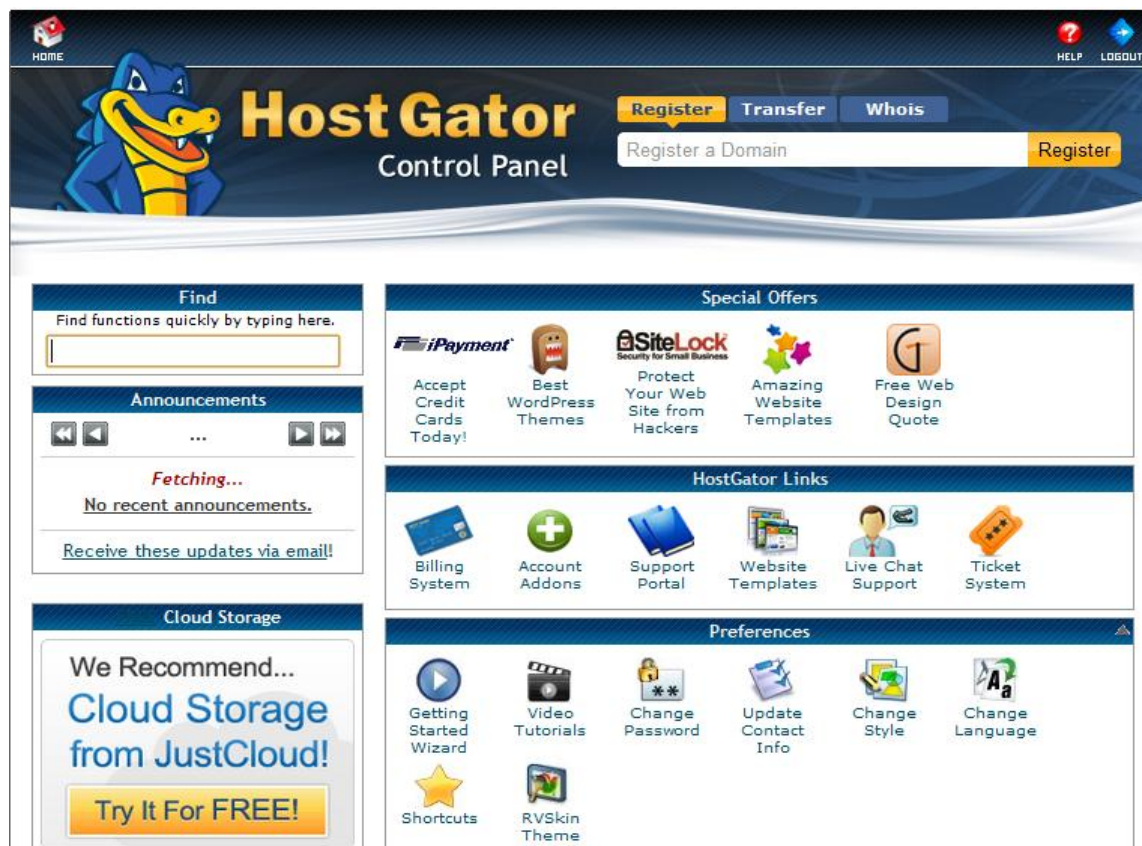 HOME
HELP LOGOUT
HostGator
Control Panel
Register Transfer Whois
Register a Domain Register
Find
Find functions quickly by typing here.
Announcements
...
Fetching...
No recent announcements.
Receive these updates via email!
Cloud Storage
We Recommend...
Cloud Storage
from JustCloud!
Try It For FREE!
Special Offers
iPayment
Accept
Credit
Cards
Today!
Best
WordPress
Themes
SiteLock
Security for Small Business
Protect
Your Web
Site from
Hackers
Amazing
Website
Templates
Free Web
Design
Quote
HostGator Links
Billing
System
Account
Addons
Support
Portal
Website
Templates
Live Chat
Support
Ticket
System
Preferences
Getting
Started
Wizard
Video
Tutorials
**
Change
Password
Update
Contact
Info
Change
Style
Aa
Change
Language
Shortcuts
RVSkin
Theme